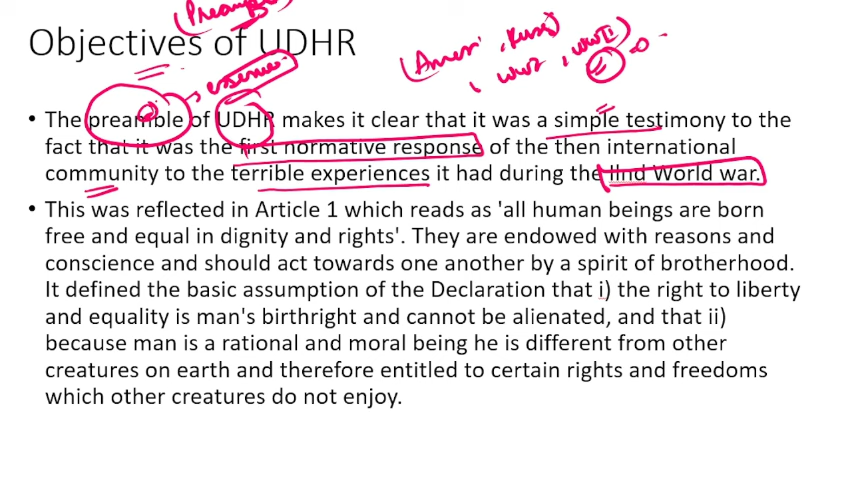 (Preamb
Objectives of UDHR
(Ameri , Russ)
( WW1 , WWII)
essence
• The preamble of UDHR makes it clear that it was a simple testimony to the
fact that it was the first normative response of the then international
community to the terrible experiences it had during the IInd World war.
• This was reflected in Article 1 which reads as 'all human beings are born
free and equal in dignity and rights'. They are endowed with reasons and
conscience and should act towards one another by a spirit of brotherhood.
It defined the basic assumption of the Declaration that i) the right to liberty
and equality is man's birthright and cannot be alienated, and that ii)
because man is a rational and moral being he is different from other
creatures on earth and therefore entitled to certain rights and freedoms
which other creatures do not enjoy.